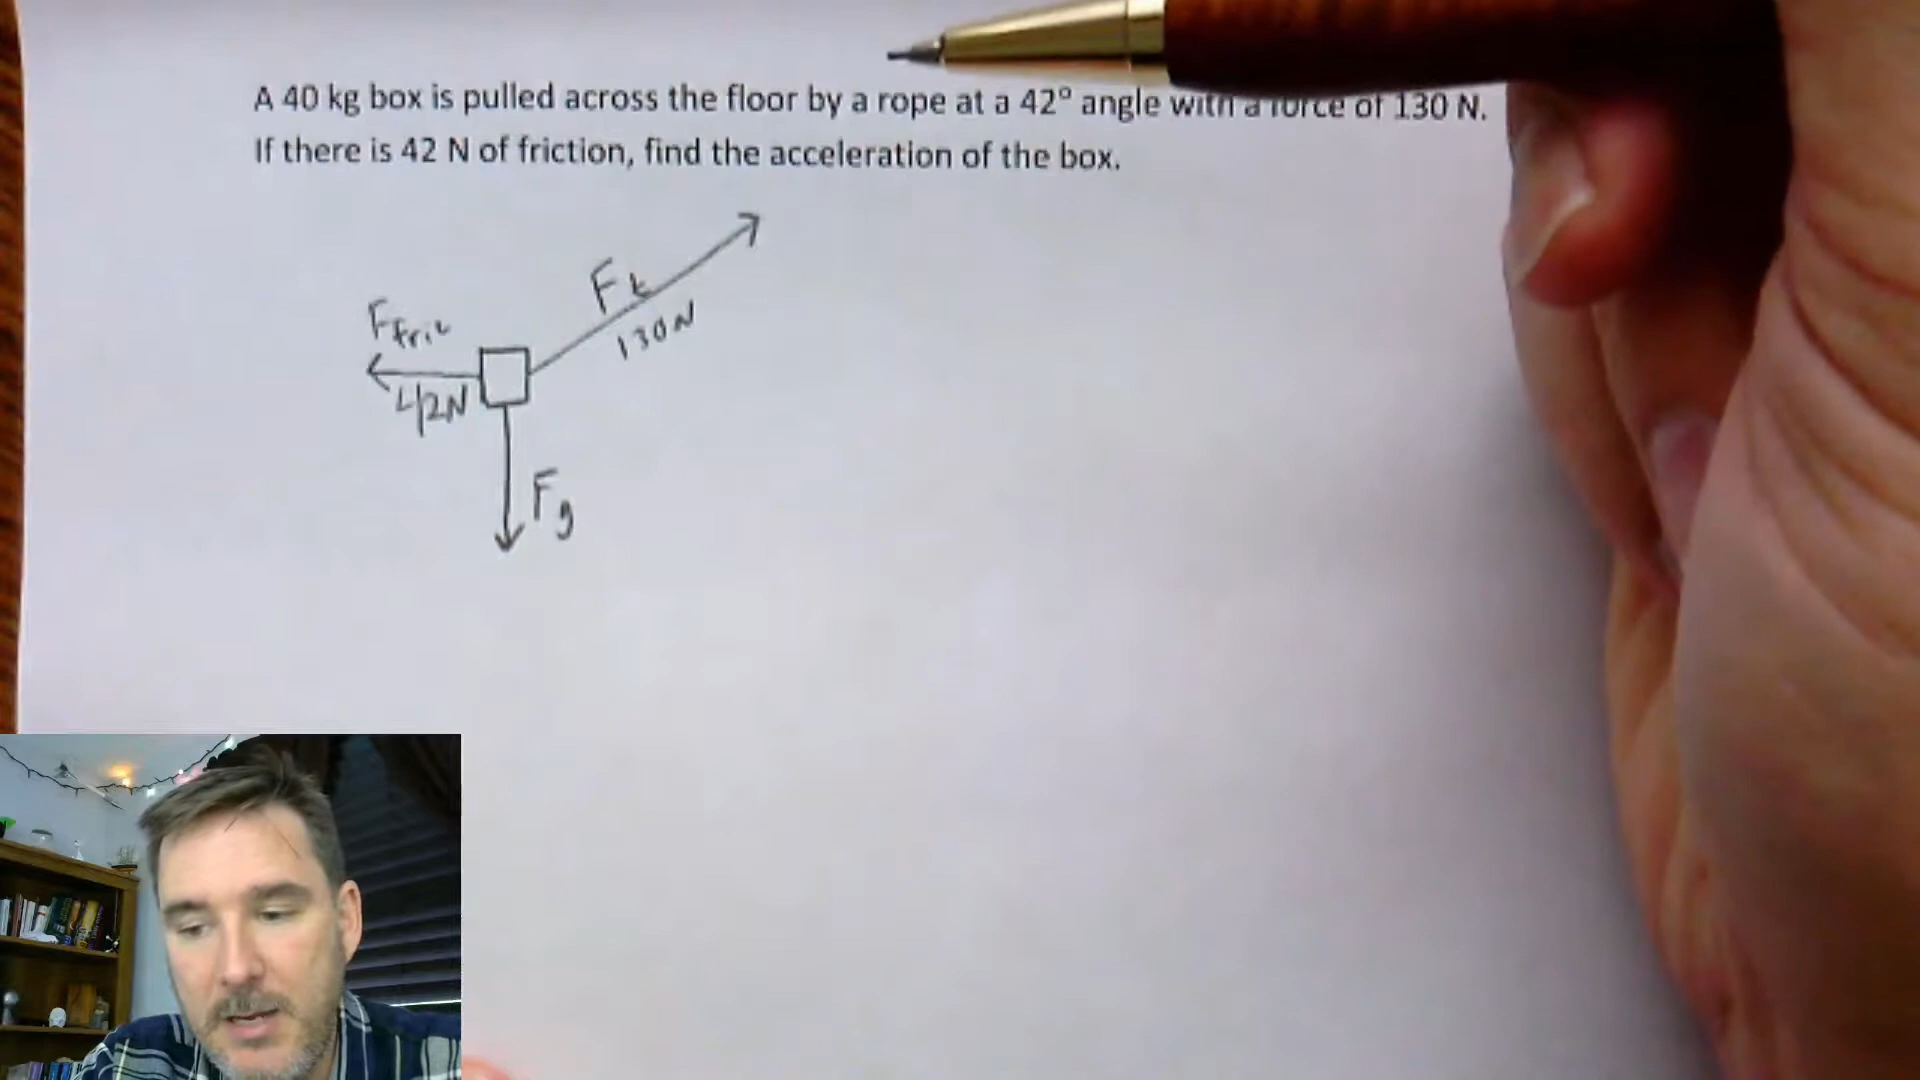 A 40 kg box is pulled across the floor by a rope at a 42° angle with a force of 130 N.
If there is 42 N of friction, find the acceleration of the box.
Ft
130N
Ffric
42N
Fg